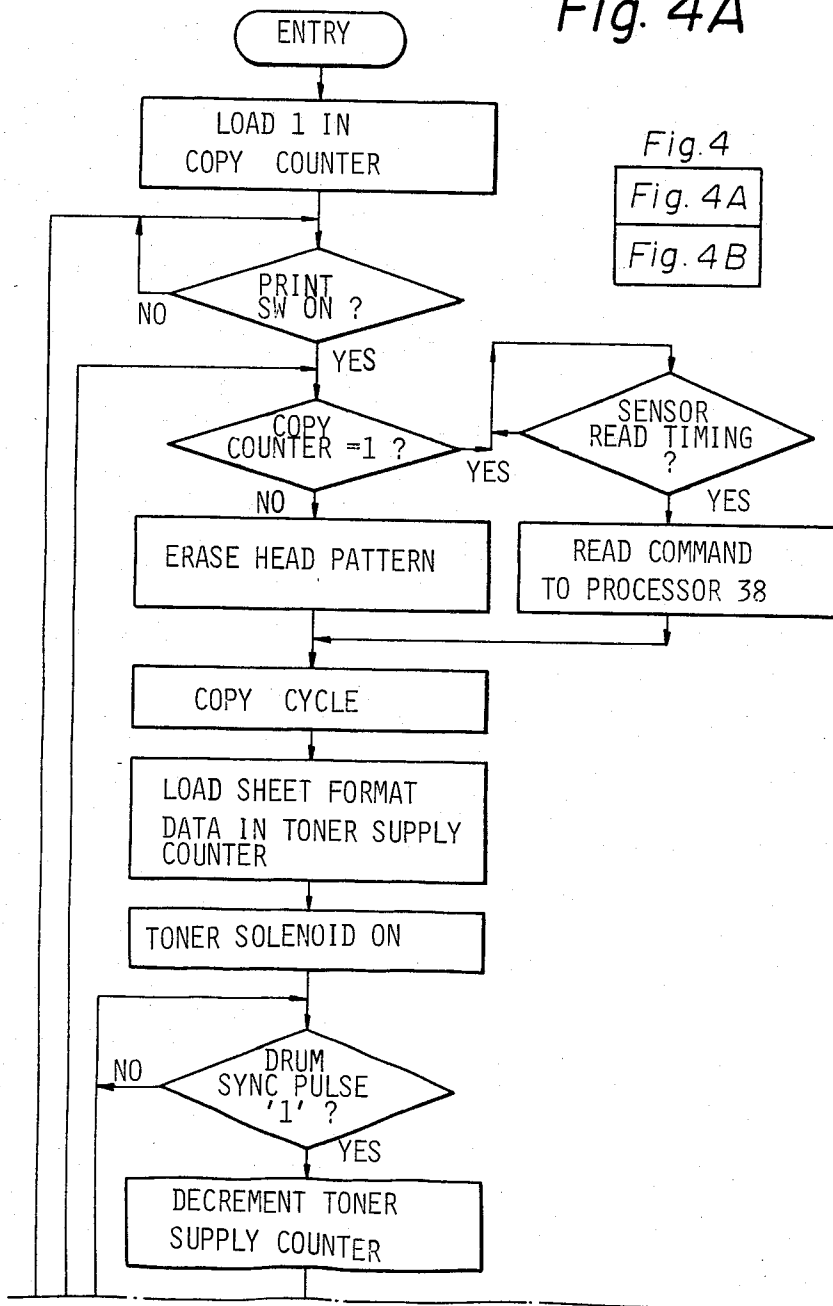 Fig. 4A
ENTRY
LOAD 1 IN
COPY COUNTER
Fig. 4
Fig. 4A
Fig. 4B
PRINT
SW ON ?
NO
YES
COPY
COUNTER =1 ?
YES
NO
SENSOR
READ TIMING
?
YES
ERASE HEAD PATTERN
READ COMMAND
TO PROCESSOR 38
COPY CYCLE
LOAD SHEET FORMAT
DATA IN TONER SUPPLY
COUNTER
TONER SOLENOID ON
DRUM
SYNC PULSE
'1' ?
NO
YES
DECREMENT TONER
SUPPLY COUNTER